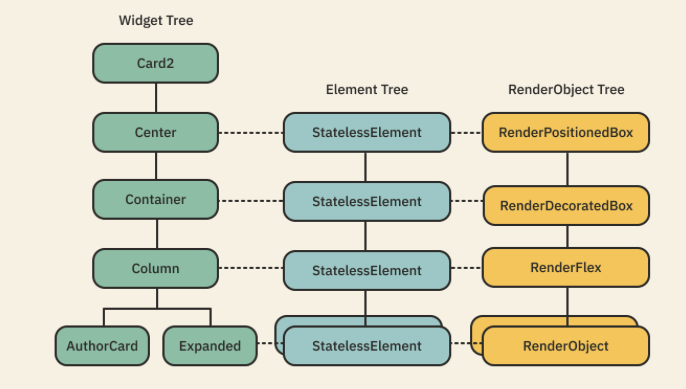 Widget Tree
Card2
Element Tree
RenderObject Tree
Center
StatelessElement
RenderPositionedBox
Container
StatelessElement
RenderDecoratedBox
Column
StatelessElement
RenderFlex
AuthorCard
Expanded
StatelessElement
RenderObject